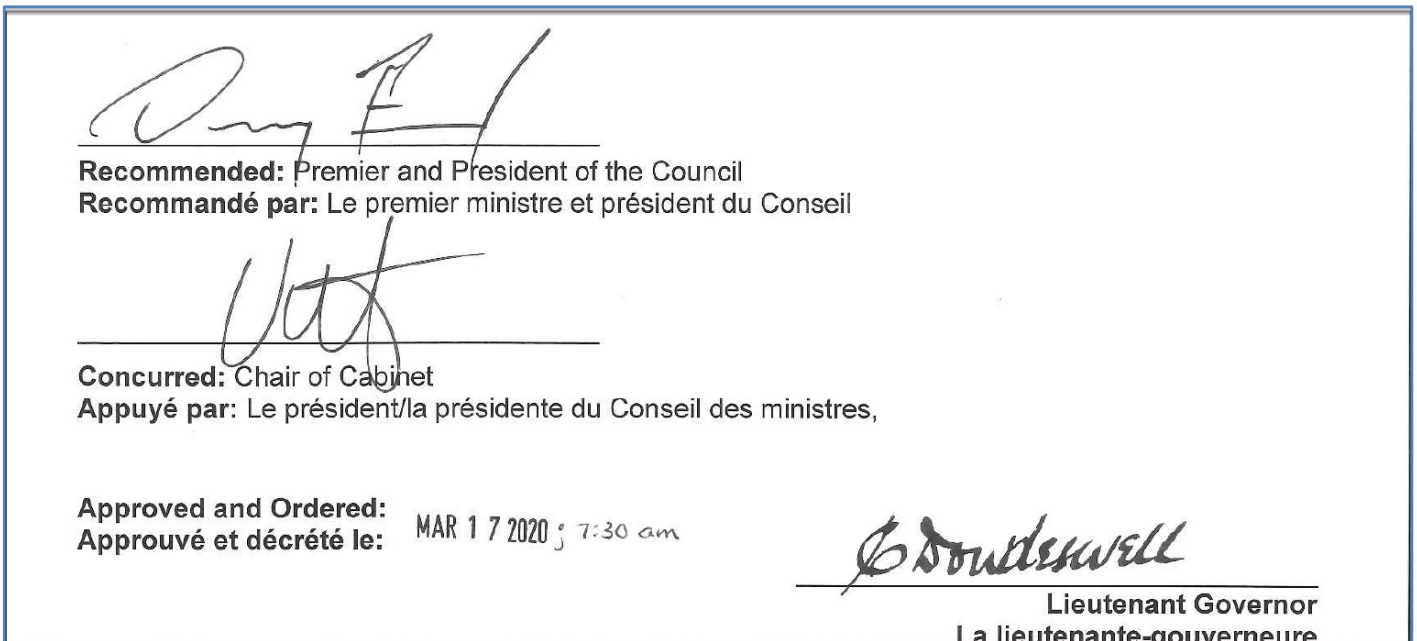 Recommended: Premier and President of the Council
Recommandé par: Le premier ministre et président du Conseil
Concurred: Chair of Cabinet
Appuyé par: Le président/la présidente du Conseil des ministres,
Approved and Ordered:
Approuvé et décrété le: MAR 17 2020; 7:30 am
EDowdeswell
Lieutenant Governor
La lieutenante-gouverneure